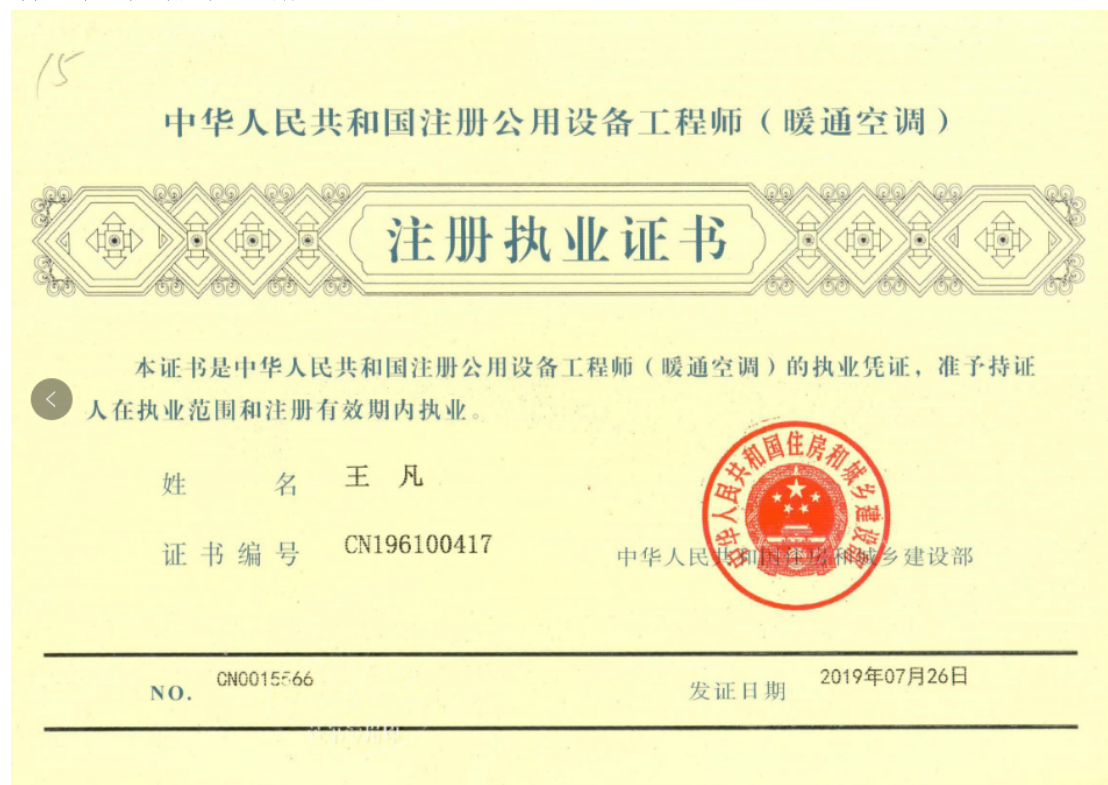 15
中华人民共和国注册公用设备工程师（暖通空调）
注册执业证书
本证书是中华人民共和国注册公用设备工程师（暖通空调）的执业凭证，准予持证
人在执业范围和注册有效期内执业。
姓 名 王 凡
证书编号 CN196100417
中华人民共和国住房和城乡建设部
中华人民共和国住房和城乡建设部
NO. CN0015566
发证日期 2019年07月26日